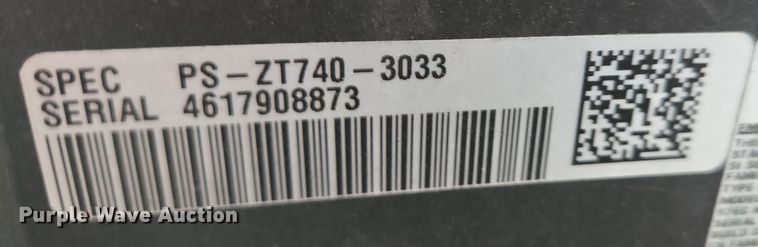 SPEC PS-ZT740-3033
SERIAL 4617908873
Purple Wave Auction